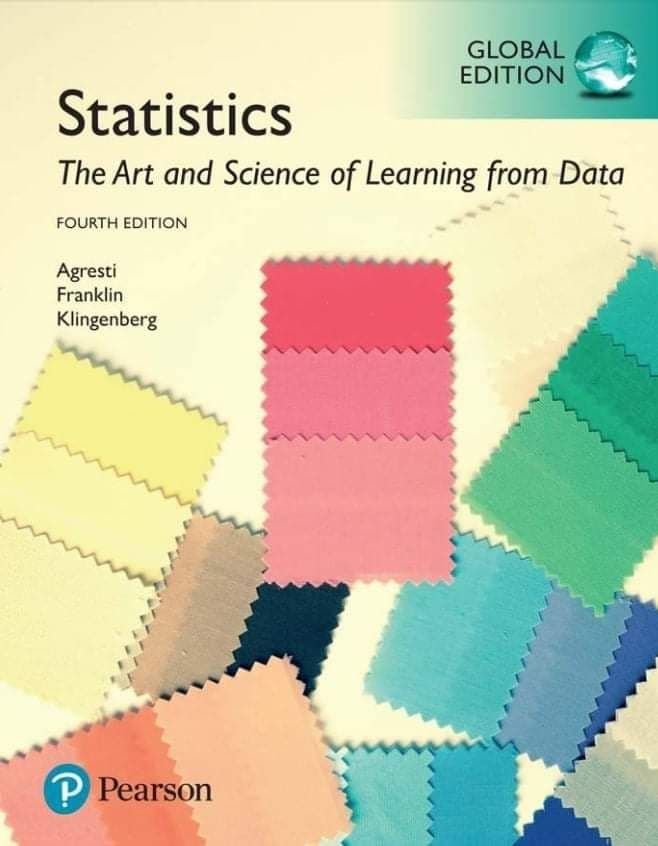 GLOBAL
EDITION
Statistics
The Art and Science of Learning from Data
FOURTH EDITION
Agresti
Franklin
Klingenberg
P Pearson